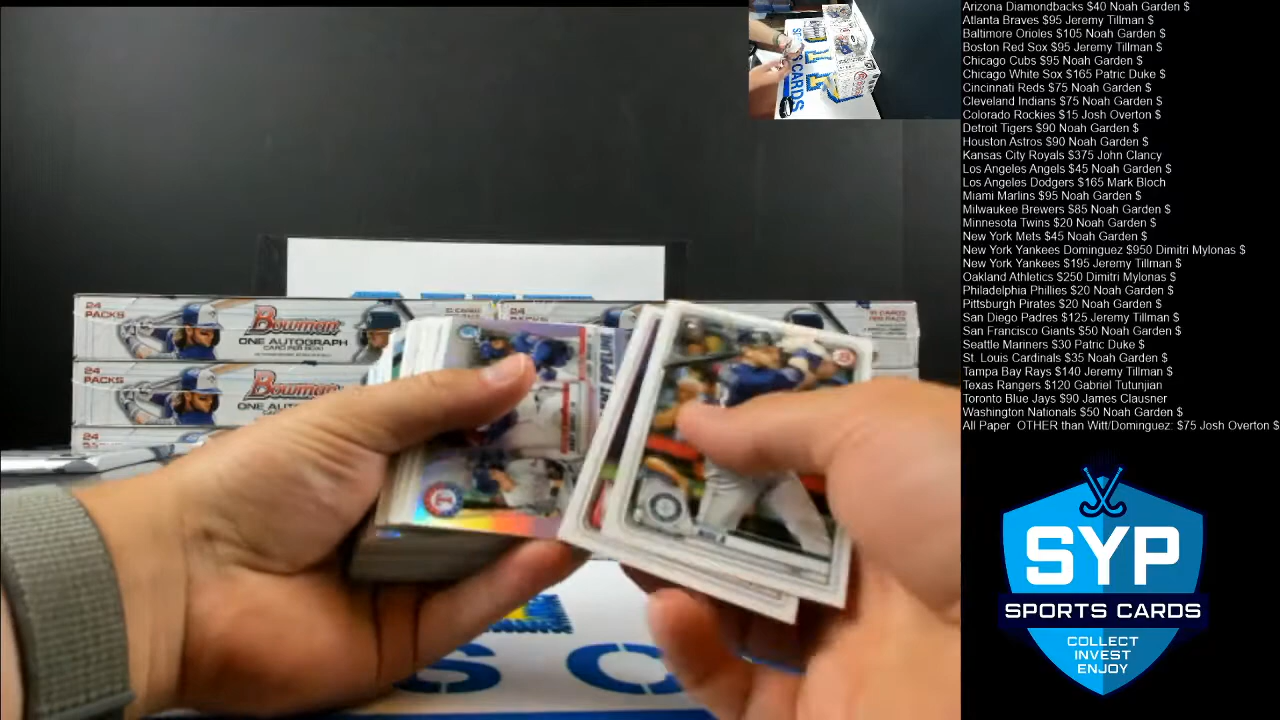 Arizona Diamondbacks $40 Noah Garden $
Atlanta Braves $95 Jeremy Tillman $
Baltimore Orioles $105 Noah Garden $
Boston Red Sox $95 Jeremy Tillman $
Chicago Cubs $95 Noah Garden $
Chicago White Sox $165 Patric Duke $
Cincinnati Reds $75 Noah Garden $
Cleveland Indians $75 Noah Garden $
Colorado Rockies $15 Josh Overton $
Detroit Tigers $90 Noah Garden $
Houston Astros $90 Noah Garden $
Kansas City Royals $375 John Clancy
Los Angeles Angels $45 Noah Garden $
Los Angeles Dodgers $165 Mark Bloch
Miami Marlins $95 Noah Garden $
Milwaukee Brewers $85 Noah Garden $
Minnesota Twins $20 Noah Garden $
New York Mets $45 Noah Garden $
New York Yankees Dominguez $950 Dimitri Mylonas $
New York Yankees $195 Jeremy Tillman $
Oakland Athletics $250 Dimitri Mylonas $
Philadelphia Phillies $20 Noah Garden $
Pittsburgh Pirates $20 Noah Garden $
San Diego Padres $125 Jeremy Tillman $
San Francisco Giants $50 Noah Garden $
Seattle Mariners $30 Patric Duke $
St. Louis Cardinals $35 Noah Garden $
Tampa Bay Rays $140 Jeremy Tillman $
Texas Rangers $120 Gabriel Tutunjian
Toronto Blue Jays $90 James Clausner
Washington Nationals $50 Noah Garden $
All Paper OTHER than Witt/Dominguez: $75 Josh Overton $
SYP
SPORTS CARDS
COLLECT
INVEST
ENJOY
24 PACKS
Bowman
ONE AUTOGRAPH
CARD PER BOX!
24 PACKS
Bowman
24
24
PIPELINE
CARDS